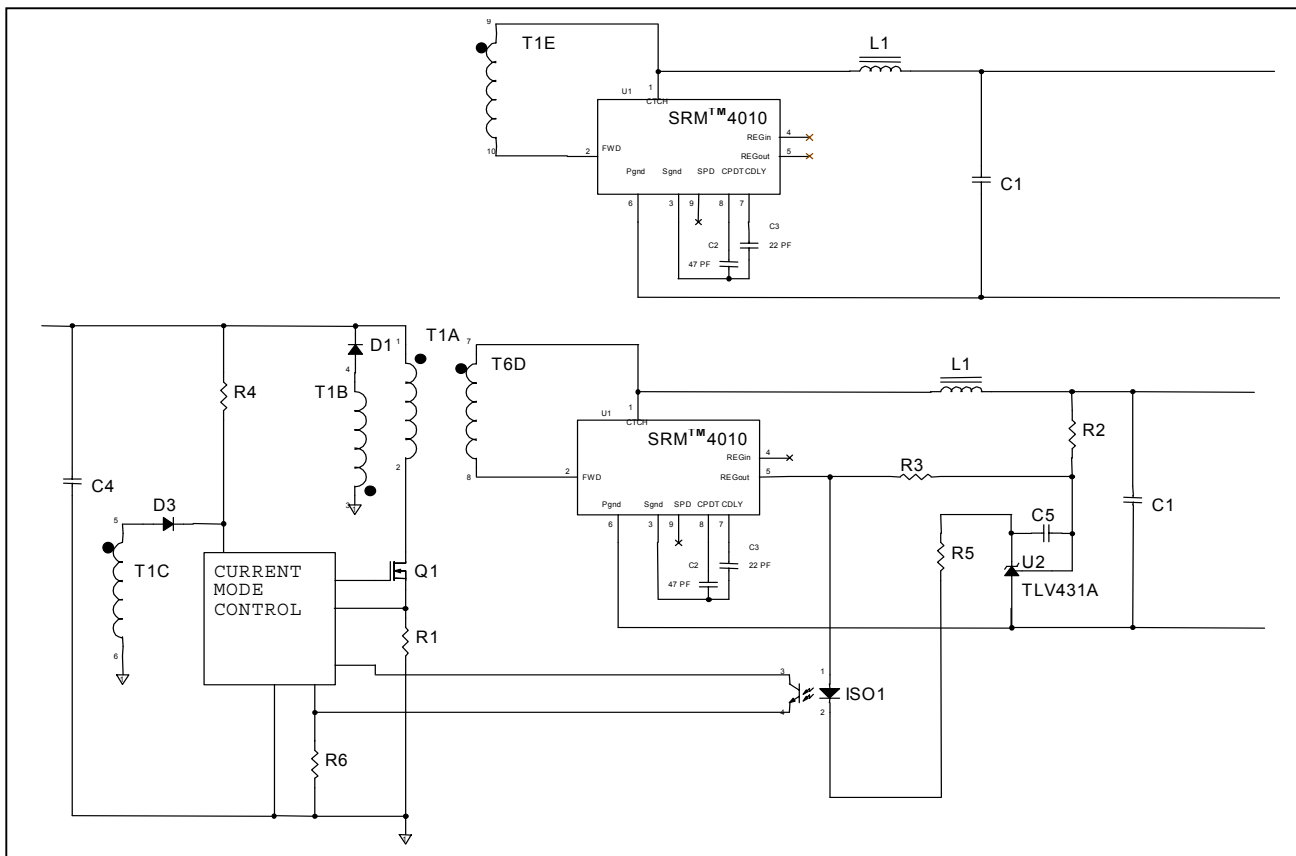 9
T1E
L1
1
U1
CTCH
SRM™4010
REGin
4
REGout
5
10
2
FWD
Pgnd
Sgnd
SPD
CPDT
CDLY
6
3
9
8
7
C1
C3
22 PF
C2
47 PF
D1
1
T1A
7
T6D
L1
4
R4
T1B
1
U1
CTCH
SRM™4010
R2
REGin
4
2
8
2
FWD
REGout
5
R3
C4
3
Pgnd
Sgnd
SPD
CPDT
CDLY
C1
5
D3
6
3
9
8
7
C5
T1C
CURRENT
MODE
CONTROL
Q1
C3
22 PF
C2
47 PF
R5
U2
TLV431A
R1
6
3
1
ISO1
4
2
R6